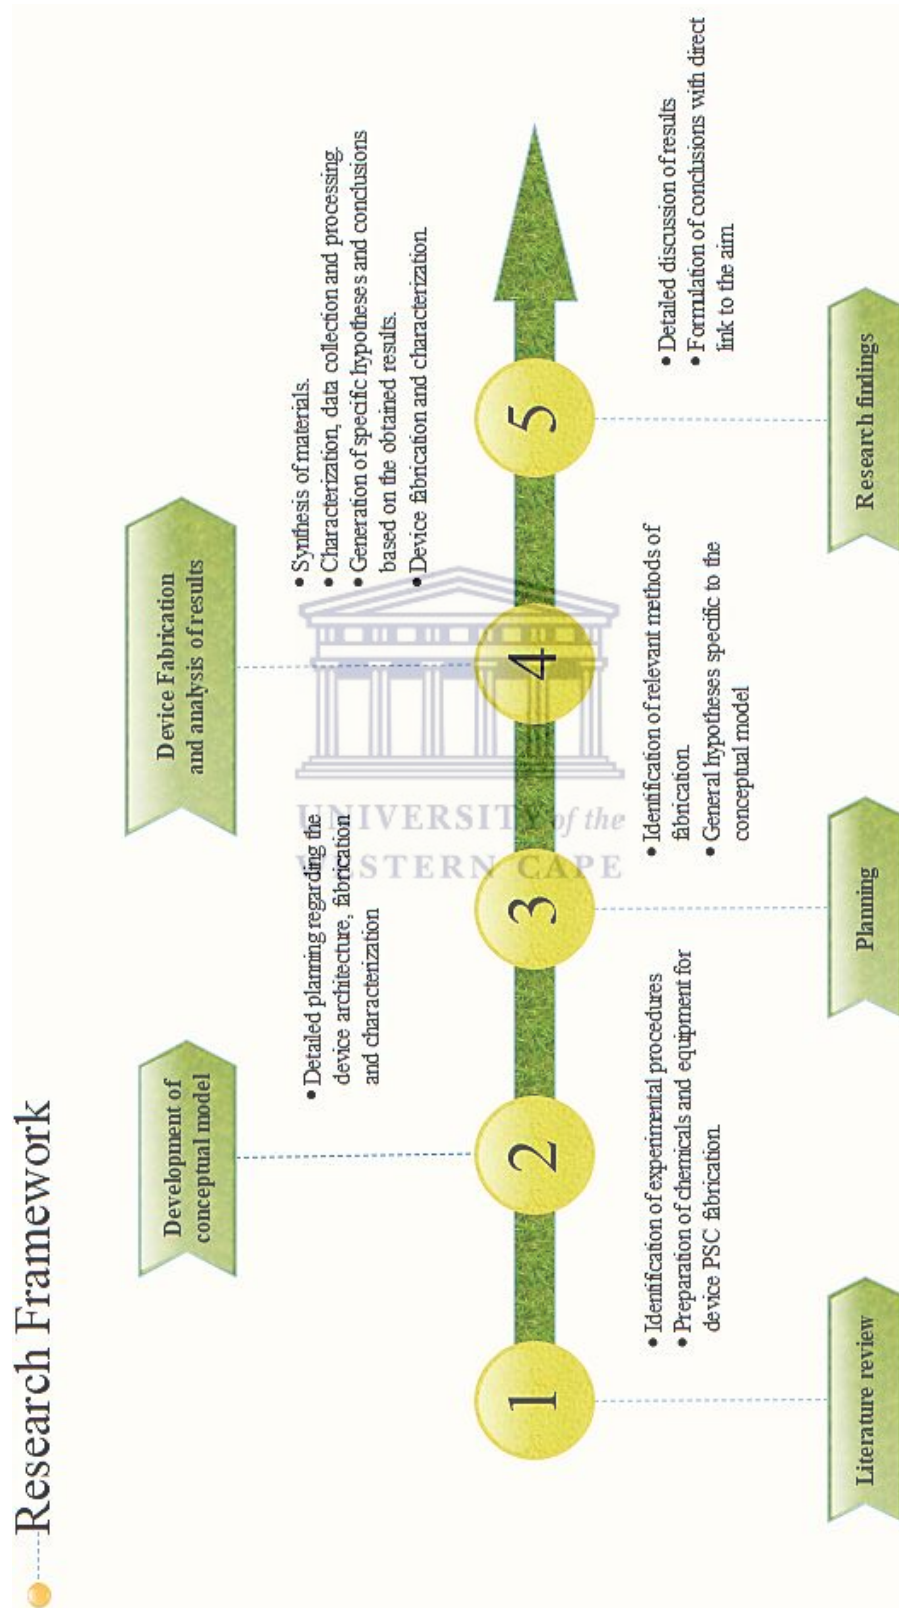 Research Framework
Literature review
1
• Identification of experimental procedures
• Preparation of chemicals and equipment for
device PSC fabrication.
Development of
conceptual model
2
• Detailed planning regarding the
device architecture, fabrication
and characterization
Planning
3
• Identification of relevant methods of
fabrication.
• General hypotheses specific to the
conceptual model
Device Fabrication
and analysis of results
4
• Synthesis of materials.
• Characterization, data collection and processing.
• Generation of specific hypotheses and conclusions
based on the obtained results.
• Device fabrication and characterization.
Research findings
5
• Detailed discussion of results
• Formulation of conclusions with direct
link to the aim.
UNIVERSITY of the
WESTERN CAPE